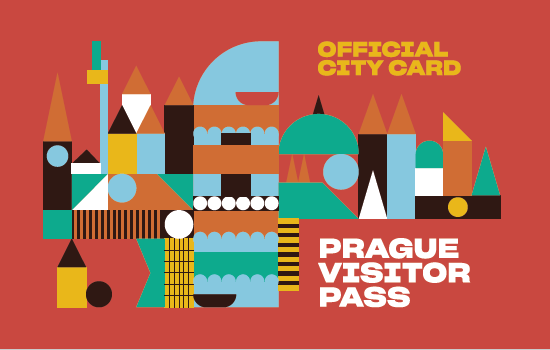 OFFICIAL
CITY CARD
PRAGUE
VISITOR
PASS